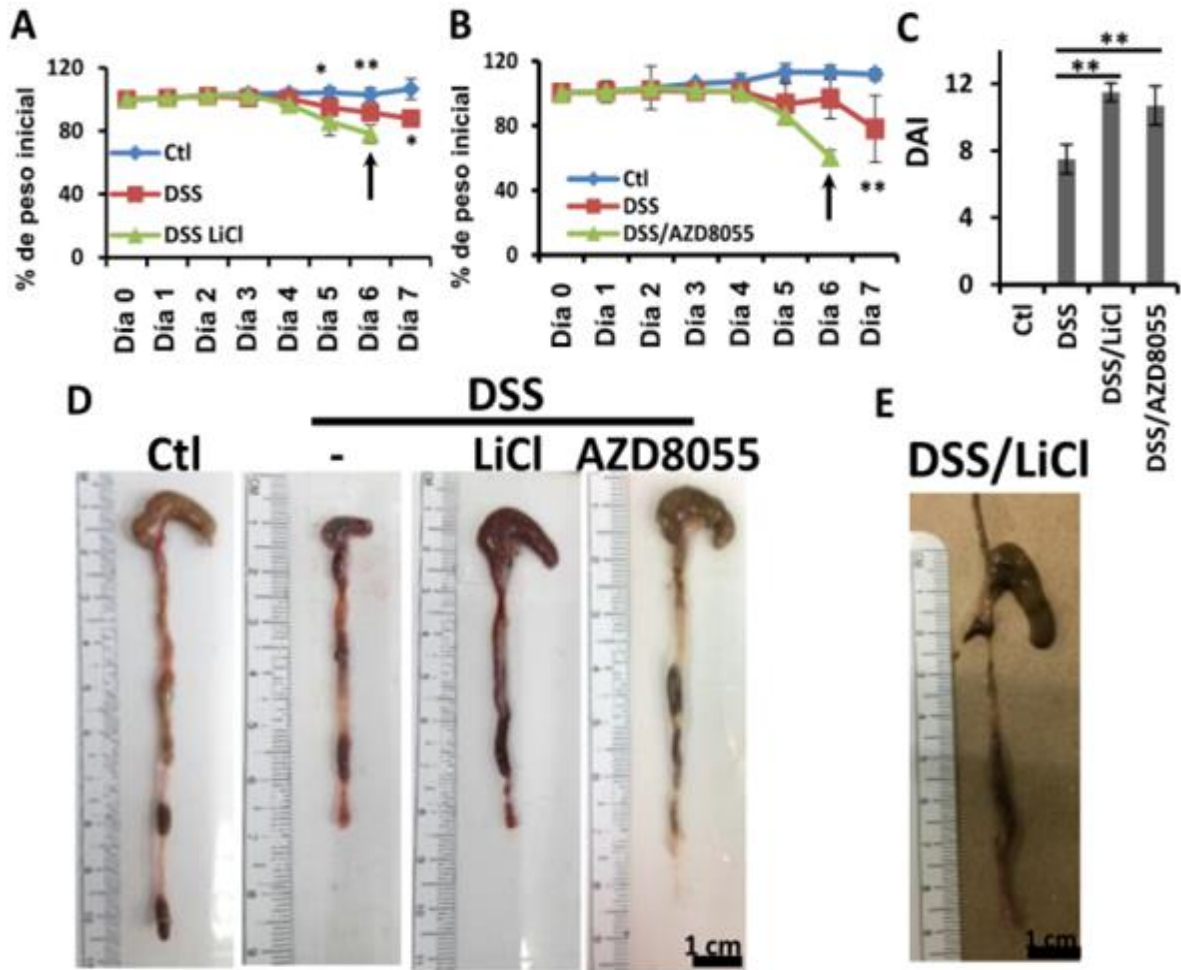 A
% de peso inicial
120
80
40
0
* **
*
Ctl
DSS
DSS LiCl
Día 0
Día 1
Día 2
Día 3
Día 4
Día 5
Día 6
Día 7
B
% de peso inicial
120
80
40
0
**
Ctl
DSS
DSS/AZD8055
Día 0
Día 1
Día 2
Día 3
Día 4
Día 5
Día 6
Día 7
C
DAI
12
8
4
0
**
**
Ctl
DSS
DSS/LiCl
DSS/AZD8055
D
DSS
Ctl - LiCl AZD8055
1 cm
E
DSS/LiCl
1 cm